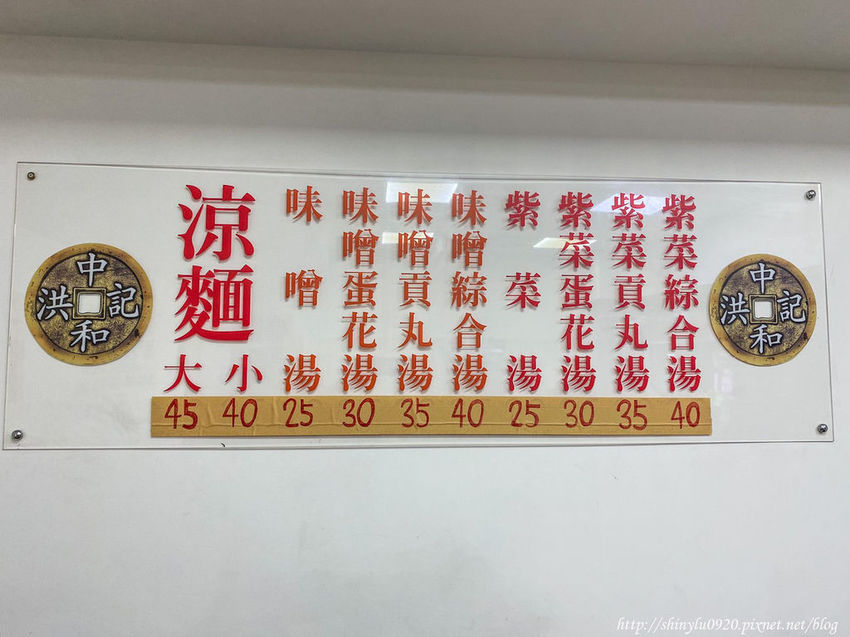 中和洪記
涼麵
大 小
味噌湯
味噌蛋花湯
味噌貢丸湯
味噌綜合湯
紫菜湯
紫菜蛋花湯
紫菜貢丸湯
紫菜綜合湯
45 40 25 30 35 40 25 30 35 40
中和洪記
http://shinylu0920.pixnet.net/blog